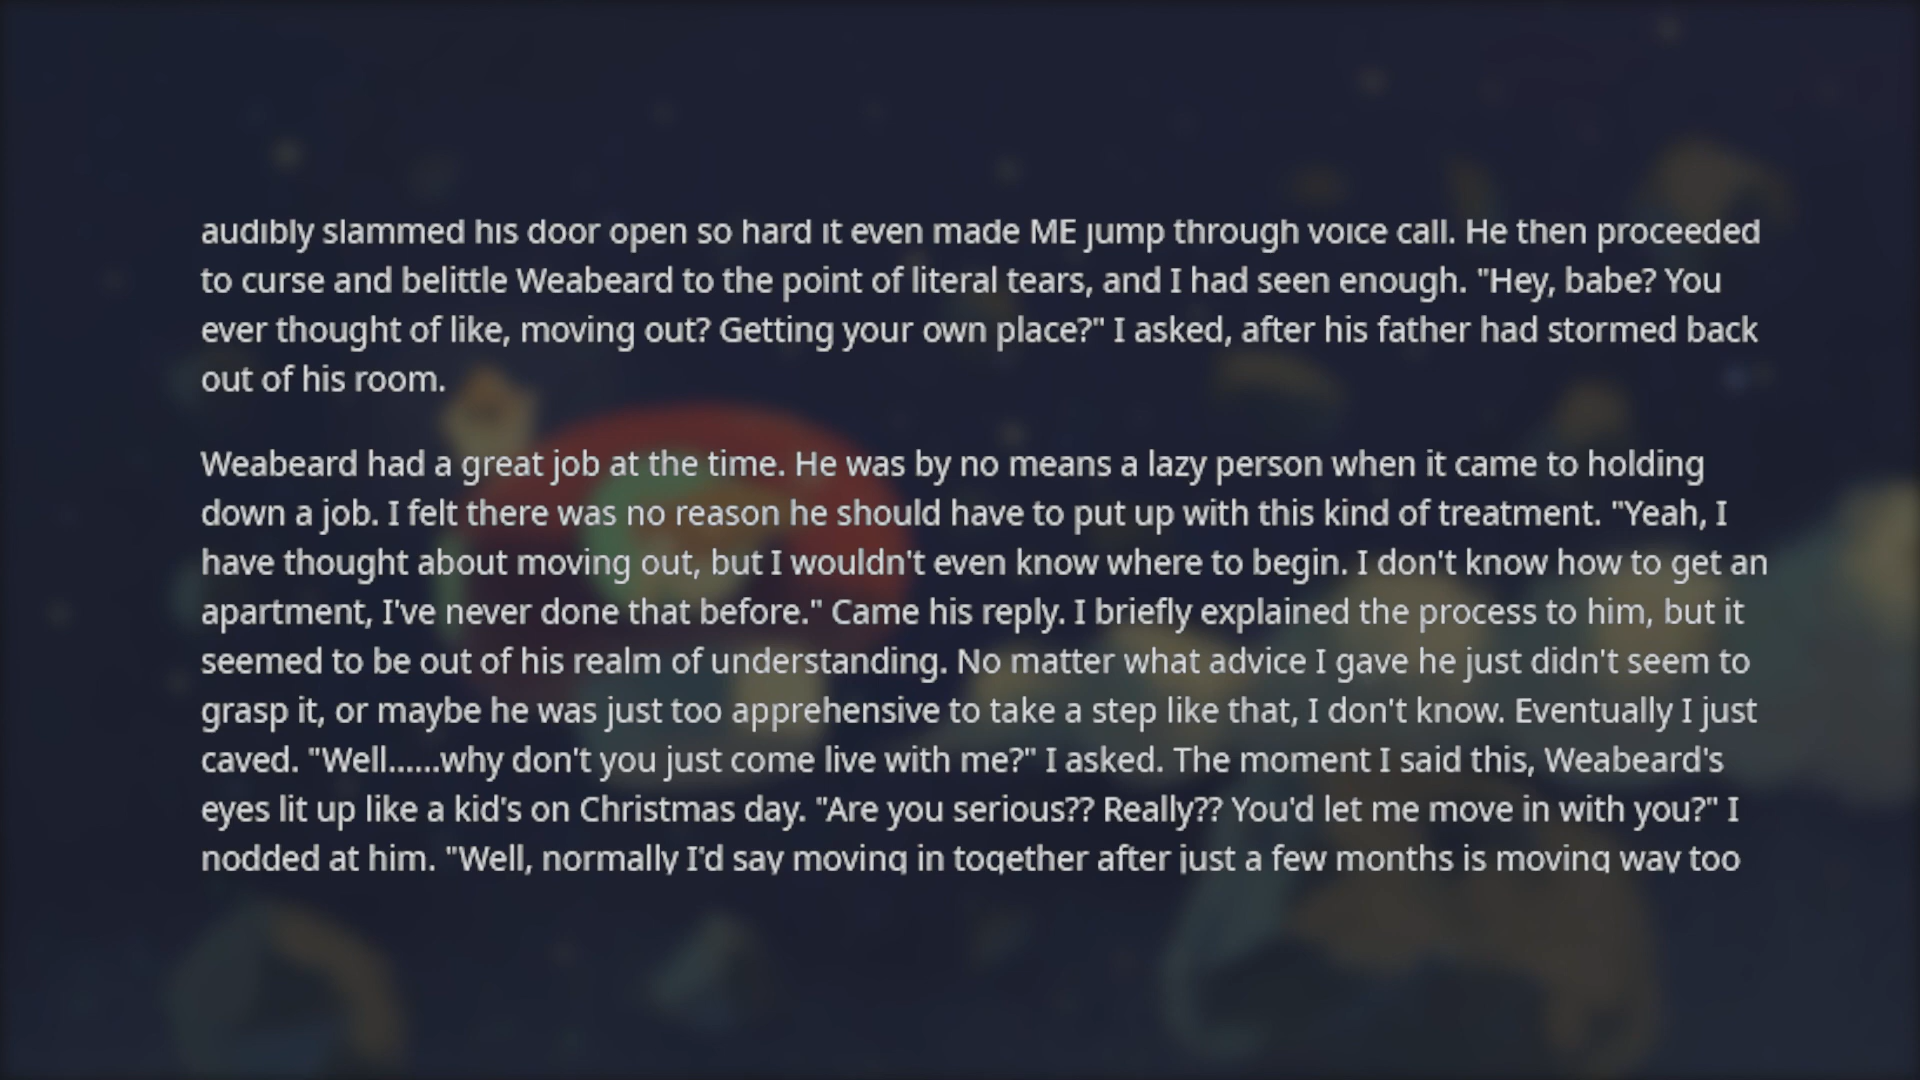 audibly slammed his door open so hard it even made ME jump through voice call. He then proceeded
to curse and belittle Weabeard to the point of literal tears, and I had seen enough. "Hey, babe? You
ever thought of like, moving out? Getting your own place?" I asked, after his father had stormed back
out of his room.
Weabeard had a great job at the time. He was by no means a lazy person when it came to holding
down a job. I felt there was no reason he should have to put up with this kind of treatment. "Yeah, I
have thought about moving out, but I wouldn't even know where to begin. I don't know how to get an
apartment, I've never done that before." Came his reply. I briefly explained the process to him, but it
seemed to be out of his realm of understanding. No matter what advice I gave he just didn't seem to
grasp it, or maybe he was just too apprehensive to take a step like that, I don't know. Eventually I just
caved. "Well......why don't you just come live with me?" I asked. The moment I said this, Weabeard's
eyes lit up like a kid's on Christmas day. "Are you serious?? Really?? You'd let me move in with you?" I
nodded at him. "Well, normally I'd say moving in together after just a few months is moving way too